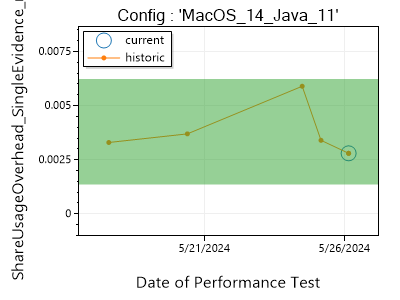 Config : 'MacOS_14_Java_11'
current
historic
0.0075
0.005
0.0025
0
5/21/2024
5/26/2024
Date of Performance Test
ShareUsageOverhead_SingleEvidence_